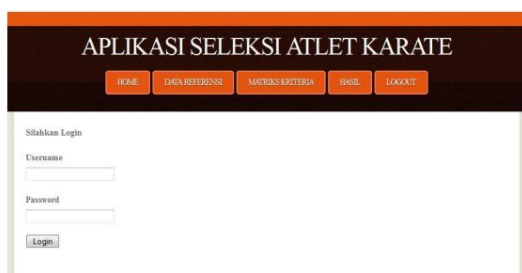 APLIKASI SELEKSI ATLET KARATE
HOME DATA REFERENSI MATRIKS KRITERIA HASIL LOGOUT
Silahkan Login
Username
Password
Login